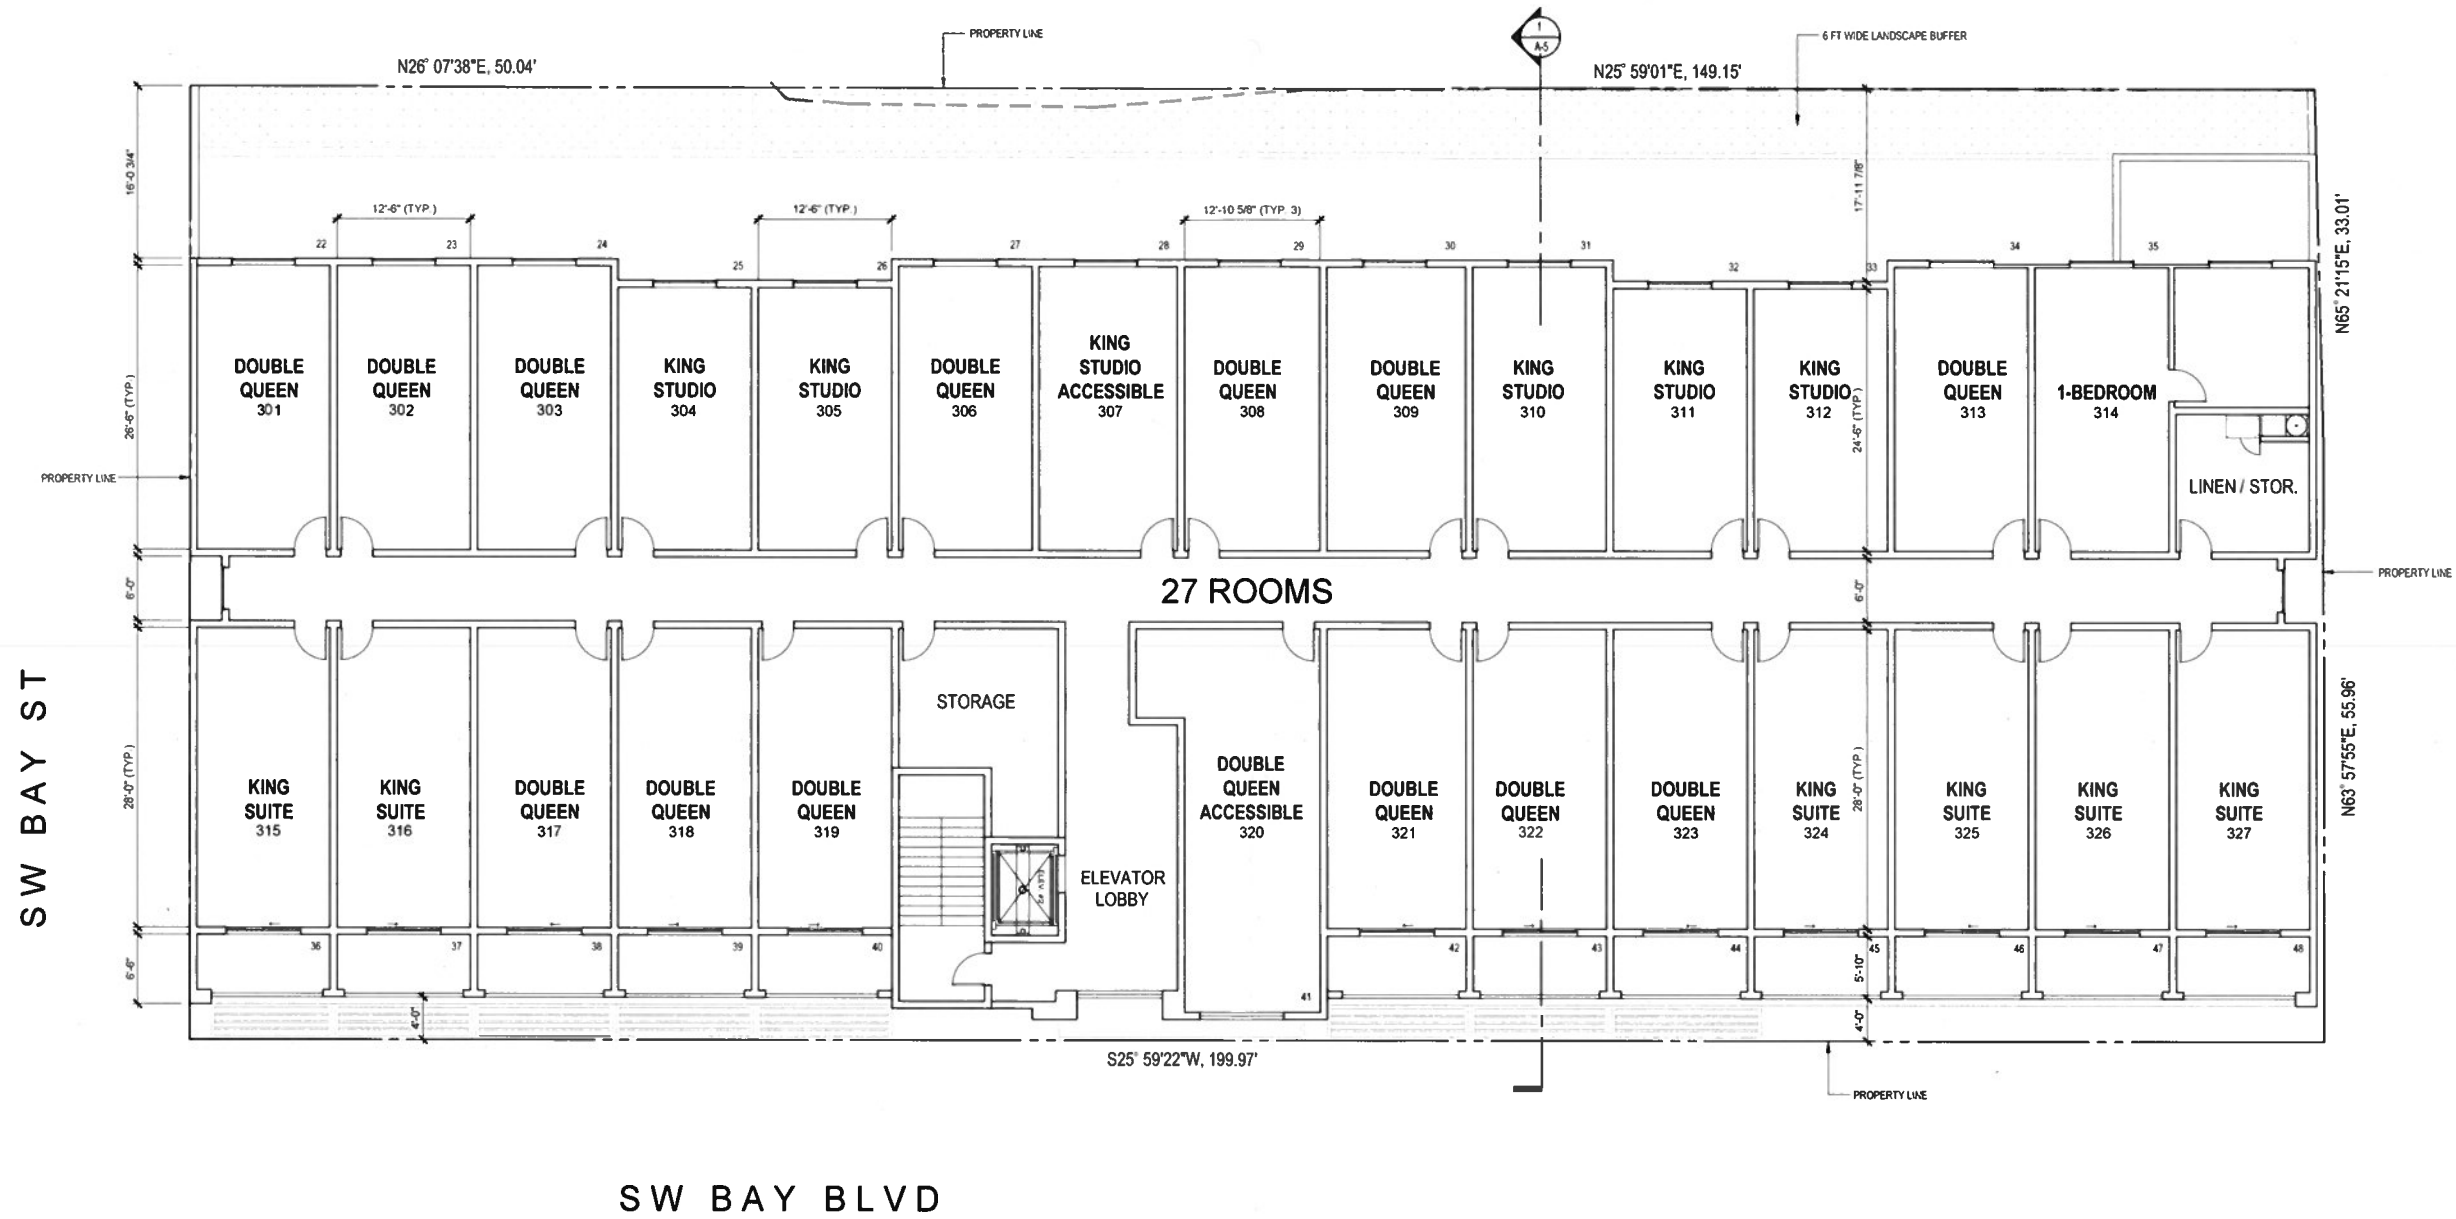 1
A-5
PROPERTY LINE
6 FT WIDE LANDSCAPE BUFFER
N26° 07'38"E, 50.04'
N25° 59'01"E, 149.15'
16'-0 3/4"
17'-11 7/8"
12'-6" (TYP.)
12'-6" (TYP.)
12'-10 5/8" (TYP. 3)
N65° 21'15"E, 33.01'
22
23
24
25
26
27
28
29
30
31
32
33
34
35
DOUBLE
QUEEN
301
DOUBLE
QUEEN
302
DOUBLE
QUEEN
303
KING
STUDIO
304
KING
STUDIO
305
DOUBLE
QUEEN
306
KING
STUDIO
ACCESSIBLE
307
DOUBLE
QUEEN
308
DOUBLE
QUEEN
309
KING
STUDIO
310
KING
STUDIO
311
KING
STUDIO
312
DOUBLE
QUEEN
313
1-BEDROOM
314
26'-6" (TYP.)
24'-6" (TYP.)
PROPERTY LINE
LINEN / STOR.
6'-0"
27 ROOMS
6'-0"
PROPERTY LINE
SW BAY ST
28'-0" (TYP.)
KING
SUITE
315
KING
SUITE
316
DOUBLE
QUEEN
317
DOUBLE
QUEEN
318
DOUBLE
QUEEN
319
STORAGE
ELEV. #2
ELEVATOR
LOBBY
DOUBLE
QUEEN
ACCESSIBLE
320
DOUBLE
QUEEN
321
DOUBLE
QUEEN
322
DOUBLE
QUEEN
323
KING
SUITE
324
28'-0" (TYP.)
KING
SUITE
325
KING
SUITE
326
KING
SUITE
327
N63° 57'55"E, 55.96'
36
37
38
39
40
41
42
43
44
45
46
47
48
6'-6"
5'-10"
4'-0"
4'-0"
S25° 59'22"W, 199.97'
PROPERTY LINE
SW BAY BLVD